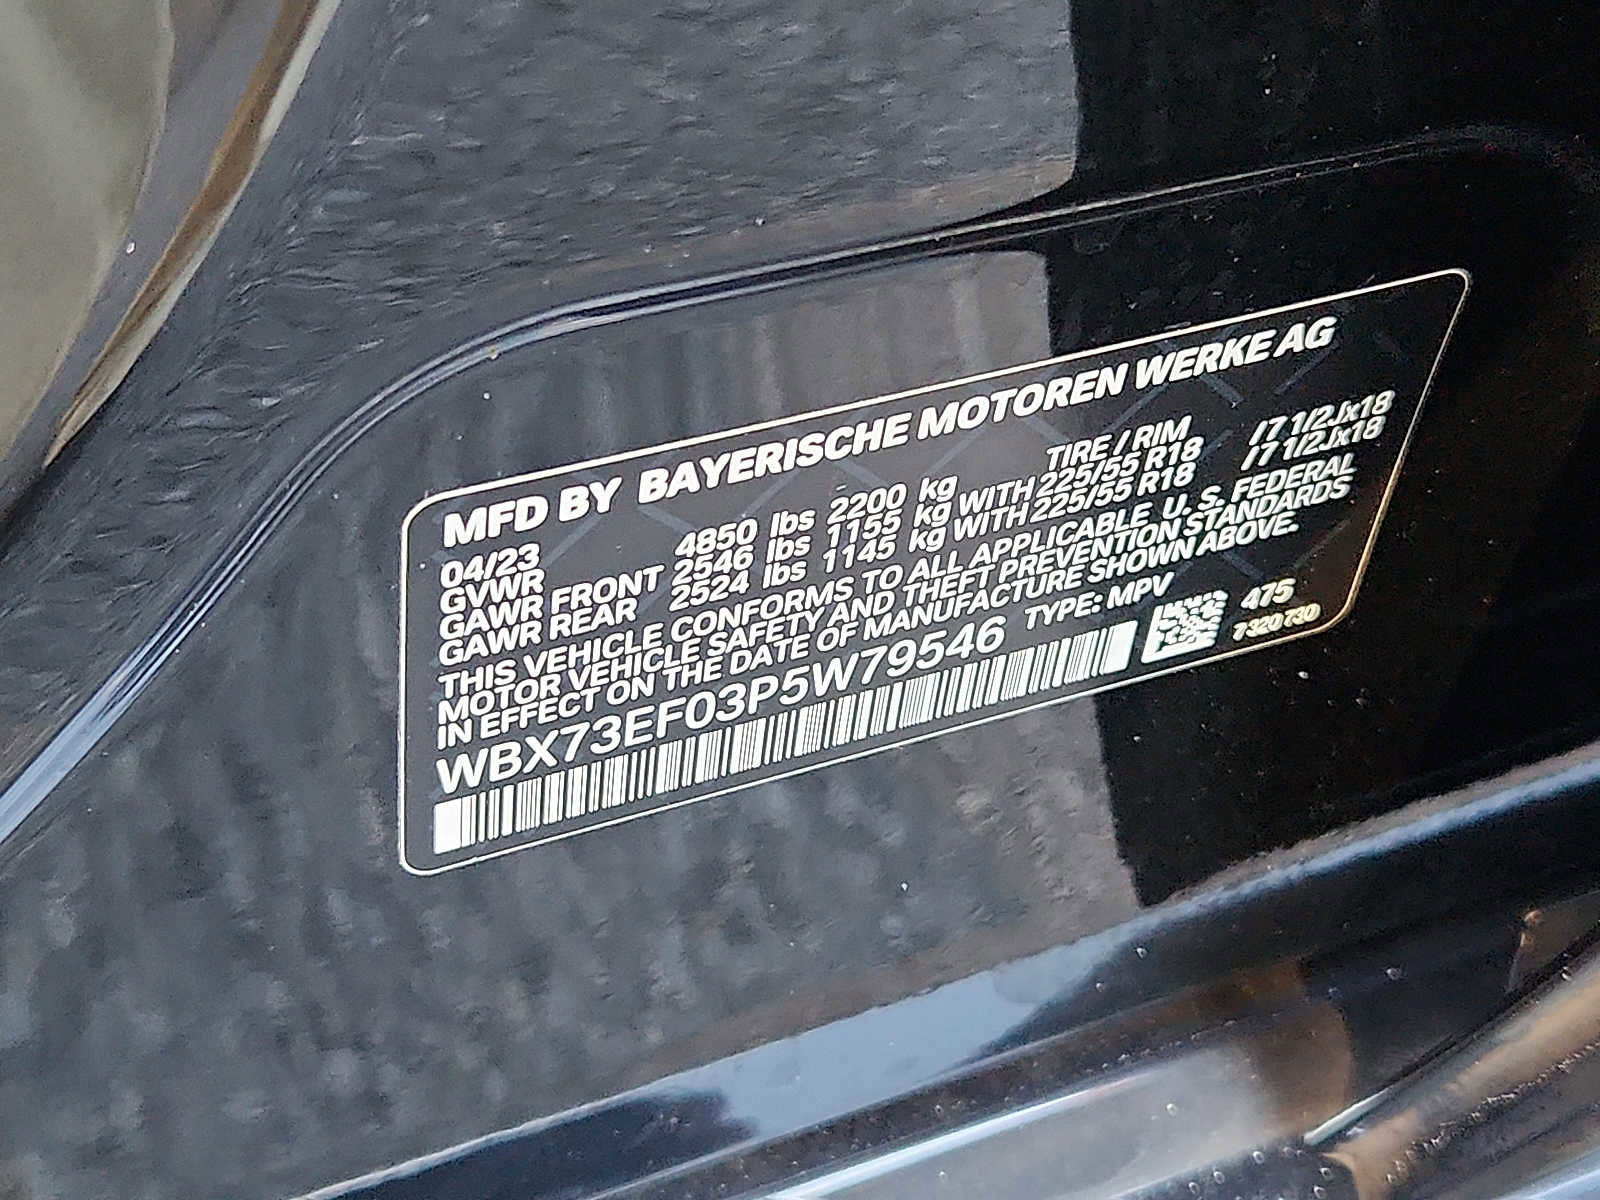 MFD BY BAYERISCHE MOTOREN WERKE AG
04/23 TIRE / RIM
GVWR 4850 lbs 2200 kg
GAWR FRONT 2546 lbs 1155 kg WITH 225/55 R18 / 7 1/2Jx18
GAWR REAR 2524 lbs 1145 kg WITH 225/55 R18 / 7 1/2Jx18
THIS VEHICLE CONFORMS TO ALL APPLICABLE U. S. FEDERAL
MOTOR VEHICLE SAFETY AND THEFT PREVENTION STANDARDS
IN EFFECT ON THE DATE OF MANUFACTURE SHOWN ABOVE.
WBX73EF03P5W79546 TYPE: MPV
475
7320730